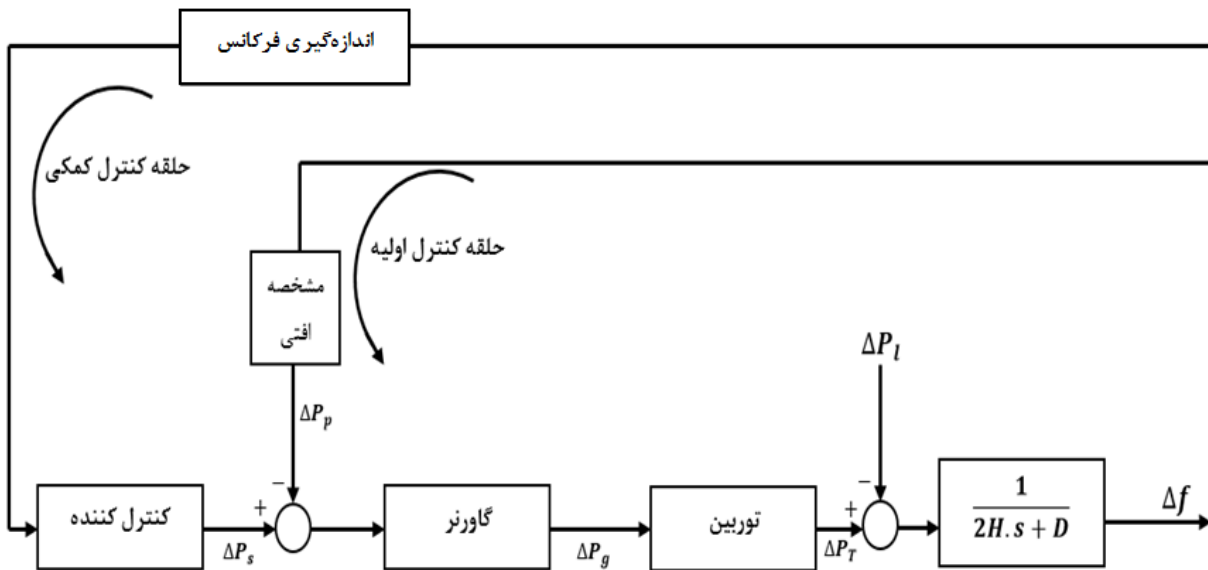 اندازه‌گیری فرکانس
حلقه کنترل کمکی
حلقه کنترل اولیه
مشخصه
افتی
ΔP_l
ΔP_p
−
−
کنترل کننده
+
ΔP_s
گاورنر
ΔP_g
توربین
+
ΔP_T
1
2H.s + D
Δf